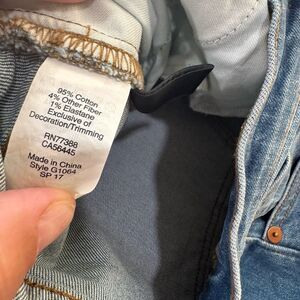 95% Cotton
4% Other Fiber
1% Elastane
Exclusive of
Decoration/Trimming
RN77388
CA56445
Made in China
Style G1064
SP 17